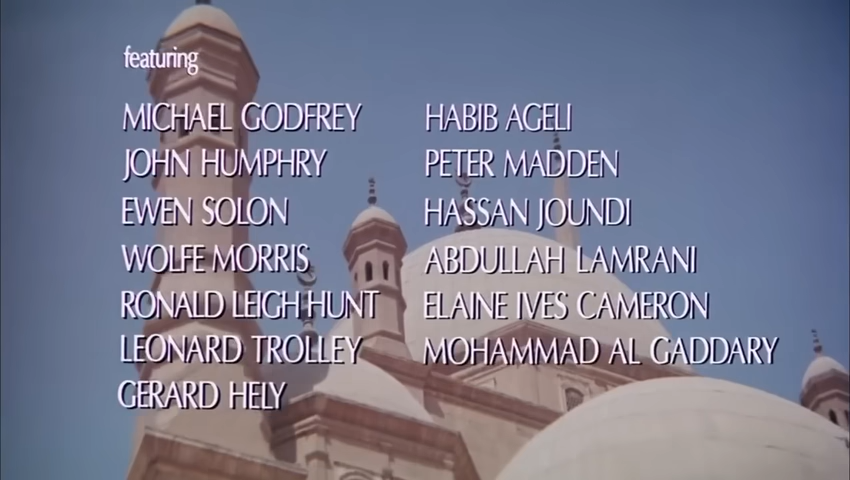 featuring
MICHAEL GODFREY
JOHN HUMPHRY
EWEN SOLON
WOLFE MORRIS
RONALD LEIGH HUNT
LEONARD TROLLEY
GERARD HELY
HABIB AGELI
PETER MADDEN
HASSAN JOUNDI
ABDULLAH LAMRANI
ELAINE IVES CAMERON
MOHAMMAD AL GADDARY